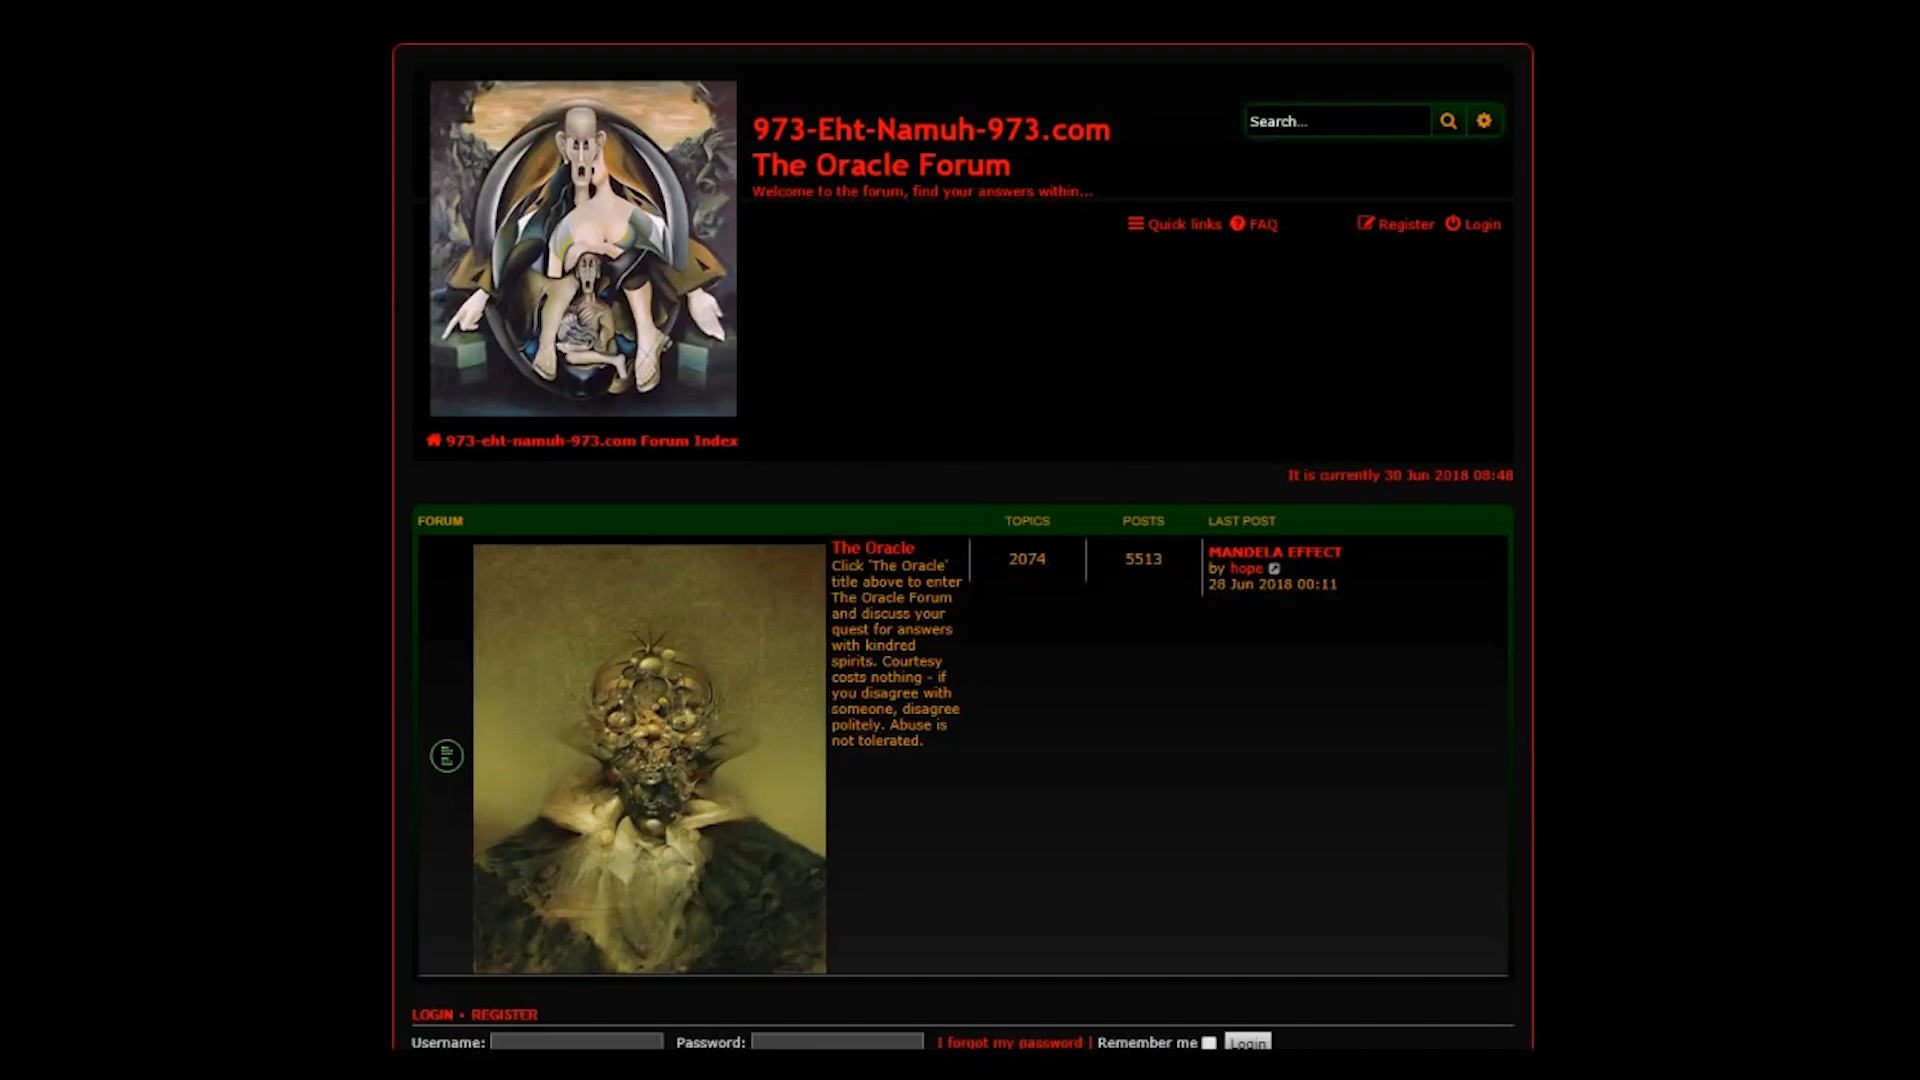 973-Eht-Namuh-973.com
The Oracle Forum
Welcome to the forum, find your answers within...
Search...
Quick links FAQ Register Login
973-eht-namuh-973.com Forum Index
It is currently 30 Jun 2018 08:48
FORUM TOPICS POSTS LAST POST
The Oracle
Click 'The Oracle'
title above to enter
The Oracle Forum
and discuss your
quest for answers
with kindred
spirits. Courtesy
costs nothing - if
you disagree with
someone, disagree
politely. Abuse is
not tolerated.
2074
5513
MANDELA EFFECT
by hope
28 Jun 2018 00:11
LOGIN • REGISTER
Username: Password: I forgot my password | Remember me Login